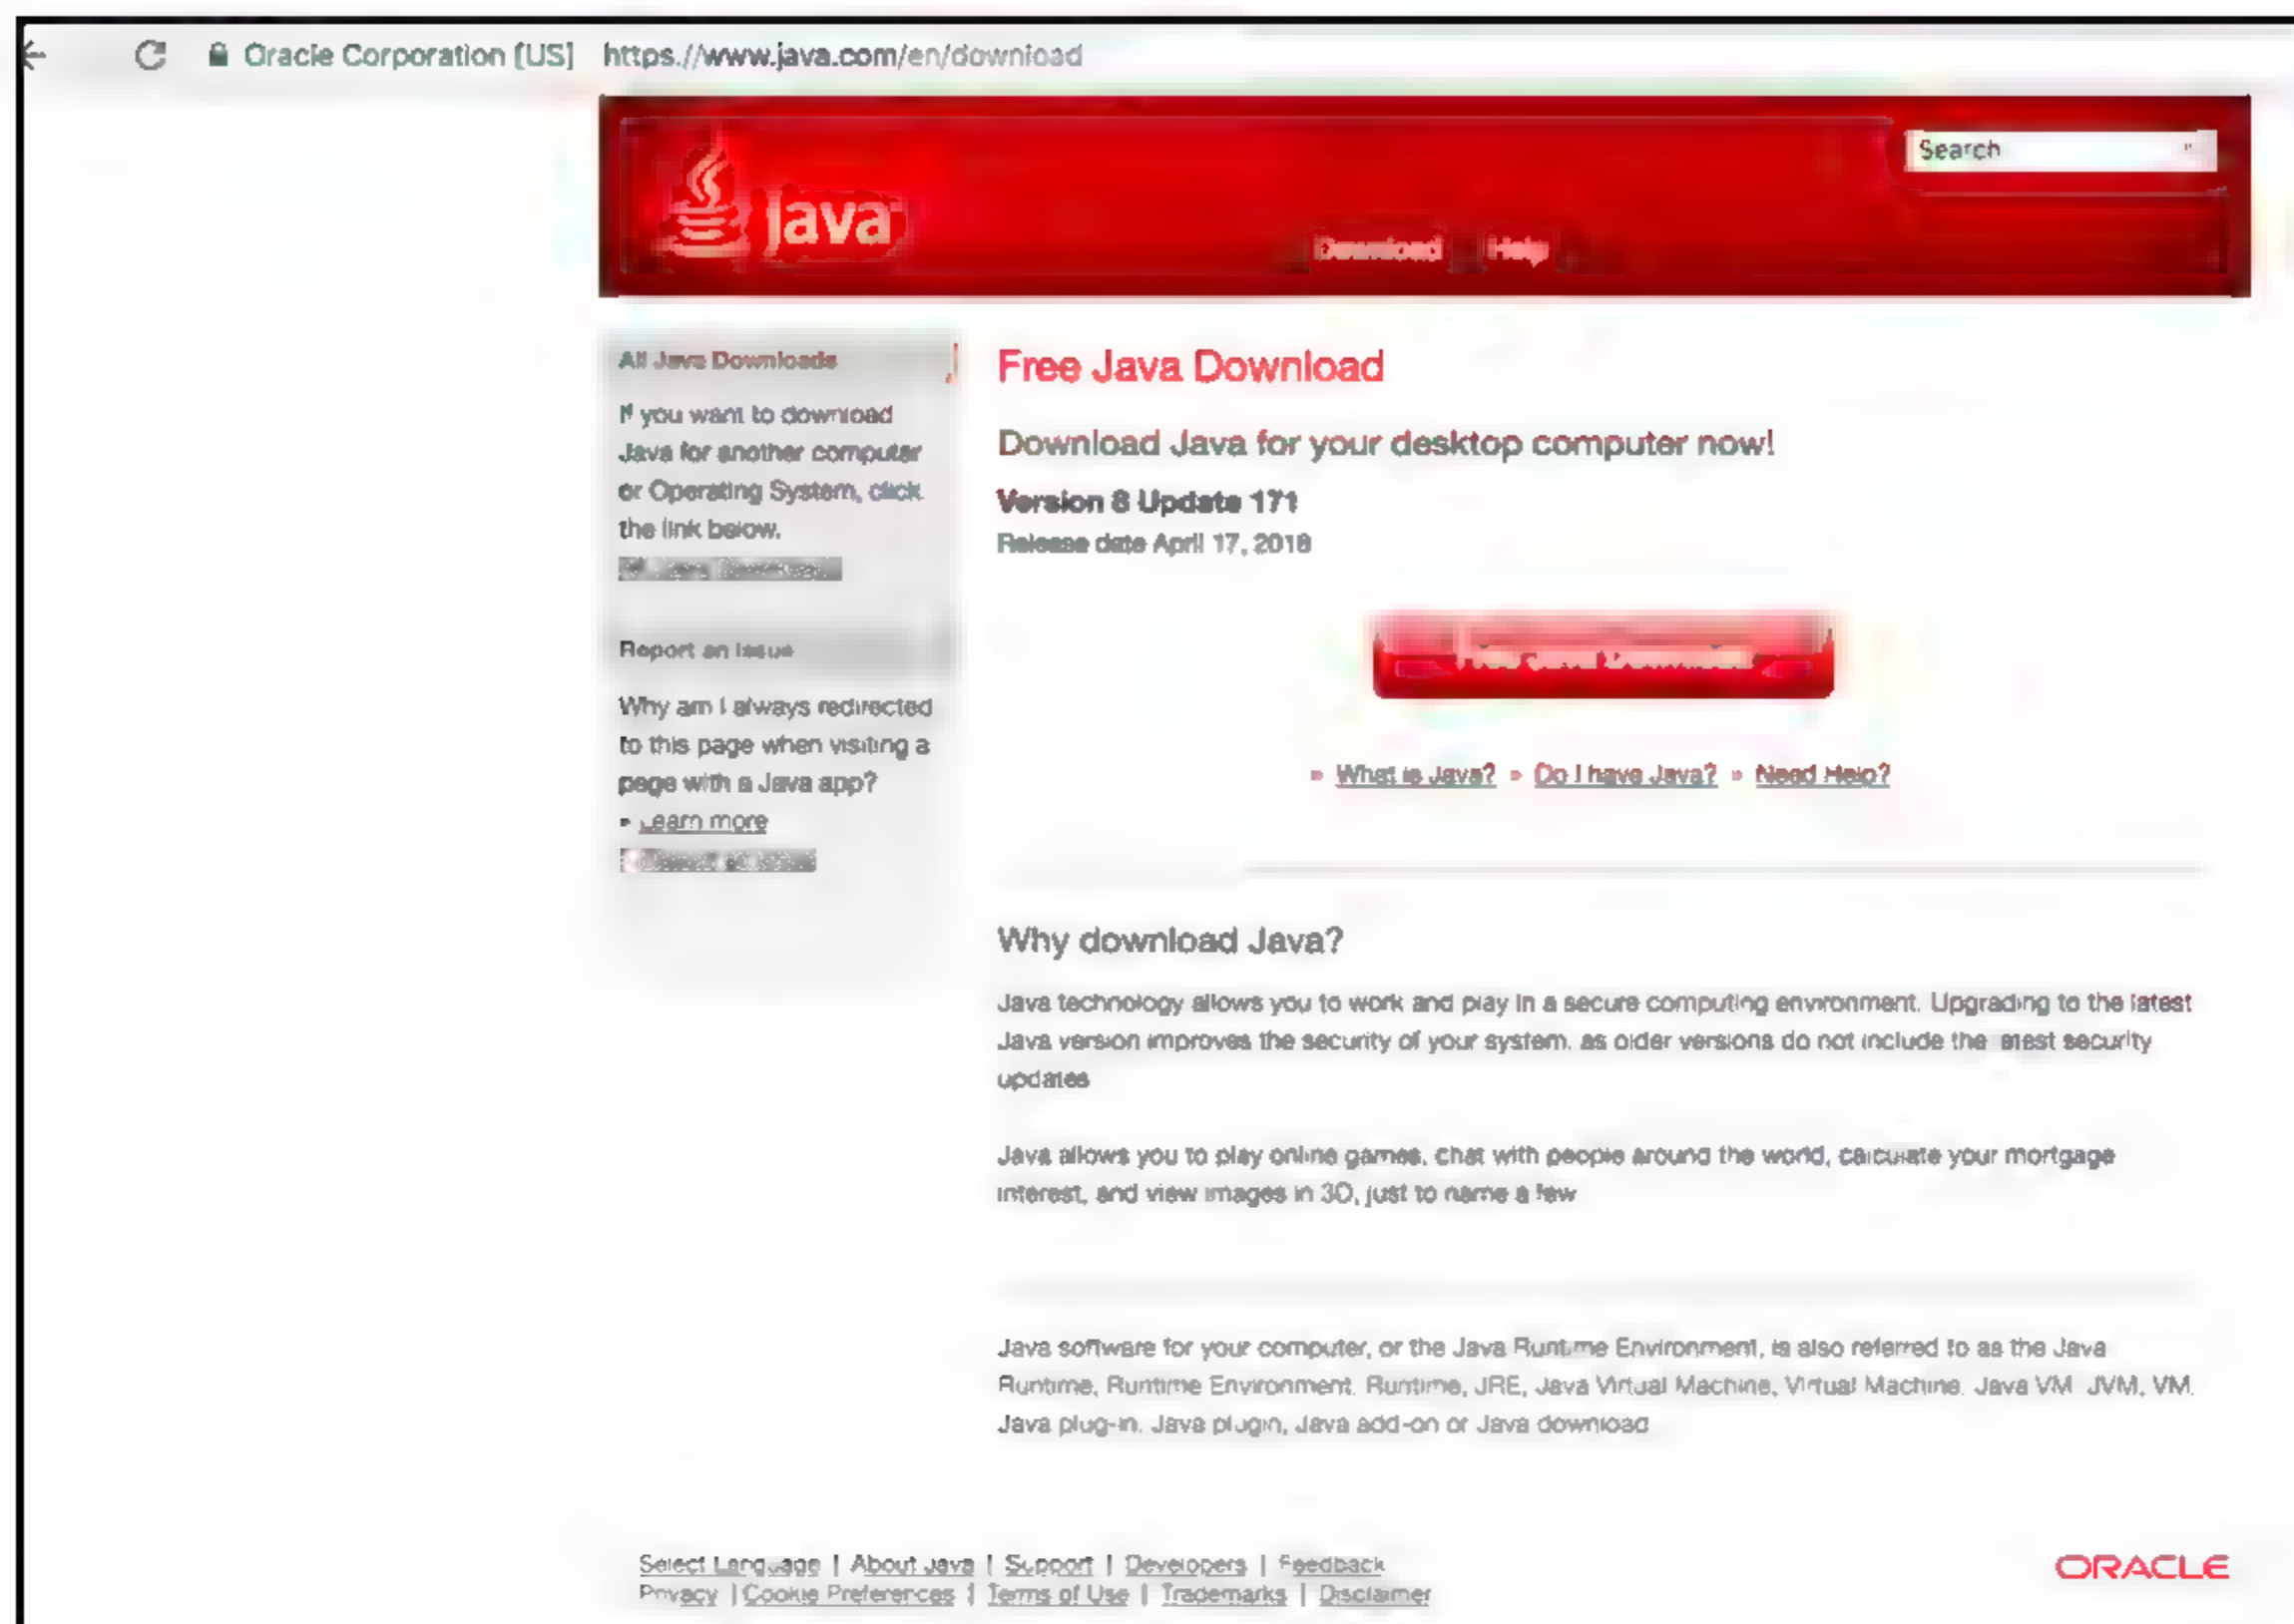 Oracle Corporation [US] https://www.java.com/en/download
Search
Java
Download Help
All Java Downloads
If you want to download
Java for another computer
or Operating System, click
the link below.
Report an Issue
Why am I always redirected
to this page when visiting a
page with a Java app?
» Learn more
Free Java Download
Download Java for your desktop computer now!
Version 8 Update 171
Release date April 17, 2018
» What is Java? » Do I have Java? » Need Help?
Why download Java?
Java technology allows you to work and play in a secure computing environment. Upgrading to the latest
Java version improves the security of your system, as older versions do not include the latest security
updates
Java allows you to play online games, chat with people around the world, calculate your mortgage
interest, and view images in 3D, just to name a few
Java software for your computer, or the Java Runtime Environment, is also referred to as the Java
Runtime, Runtime Environment, Runtime, JRE, Java Virtual Machine, Virtual Machine, Java VM, JVM, VM,
Java plug-in, Java plugin, Java add-on or Java download
Select Language | About Java | Support | Developers | Feedback
Privacy | Cookie Preferences | Terms of Use | Trademarks | Disclaimer
ORACLE